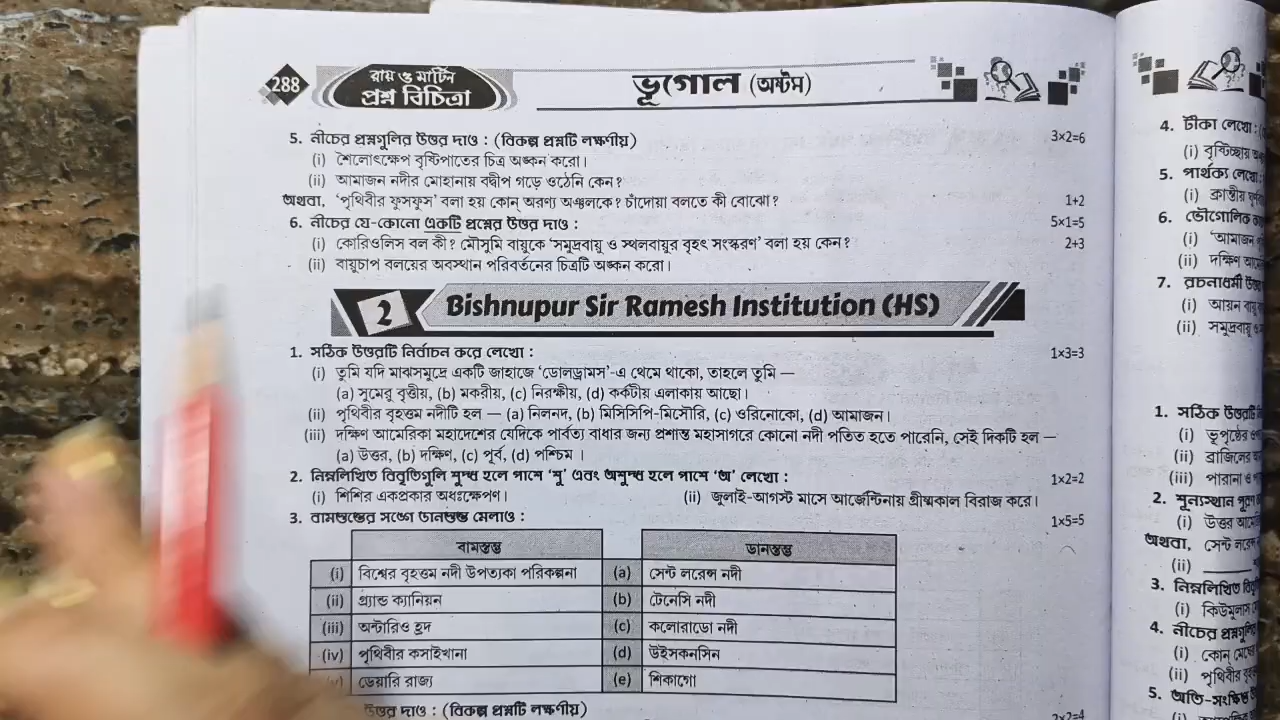 288 রায় ও মার্টিন প্রশ্ন বিচিত্রা ভূগোল (অষ্টম)
5. নীচের প্রশ্নগুলির উত্তর দাও : (বিকল্প প্রশ্নটি লক্ষণীয়) 3×2=6
(i) শৈলোৎক্ষেপ বৃষ্টিপাতের চিত্র অঙ্কন করো।
(ii) আমাজন নদীর মোহানায় বদ্বীপ গড়ে ওঠেনি কেন?
অথবা, ‘পৃথিবীর ফুসফুস’ বলা হয় কোন্ অরণ্য অঞ্চলকে? চাঁদোয়া বলতে কী বোঝো? 1+2
6. নীচের যে-কোনো একটি প্রশ্নের উত্তর দাও : 5×1=5
(i) কোরিওলিস বল কী? মৌসুমি বায়ুকে ‘সমুদ্রবায়ু ও স্থলবায়ুর বৃহৎ সংস্করণ’ বলা হয় কেন? 2+3
(ii) বায়ুচাপ বলয়ের অবস্থান পরিবর্তনের চিত্রটি অঙ্কন করো।
2 Bishnupur Sir Ramesh Institution (HS)
1. সঠিক উত্তরটি নির্বাচন করে লেখো : 1×3=3
(i) তুমি যদি মাঝসমুদ্রে একটি জাহাজে ‘ডোলড্রামস’-এ থেমে থাকো, তাহলে তুমি —
(a) সুমেরু বৃত্তীয়, (b) মকরীয়, (c) নিরক্ষীয়, (d) কর্কটীয় এলাকায় আছো।
(ii) পৃথিবীর বৃহত্তম নদীটি হল — (a) নিলনদ, (b) মিসিসিপি-মিসৌরি, (c) ওরিনোকো, (d) আমাজন।
(iii) দক্ষিণ আমেরিকা মহাদেশের যেদিকে পার্বত্য বাধার জন্য প্রশান্ত মহাসাগরে কোনো নদী পতিত হতে পারেনি, সেই দিকটি হল —
(a) উত্তর, (b) দক্ষিণ, (c) পূর্ব, (d) পশ্চিম ।
2. নিম্নলিখিত বিবৃতিগুলি শুদ্ধ হলে পাশে ‘শু’ এবং অশুদ্ধ হলে পাশে ‘অ’ লেখো : 1×2=2
(i) শিশির একপ্রকার অধঃক্ষেপণ। (ii) জুলাই-আগস্ট মাসে আর্জেন্টিনায় গ্রীষ্মকাল বিরাজ করে।
3. বামস্তম্ভের সঙ্গে ডানস্তম্ভ মেলাও : 1×5=5
বামস্তম্ভ ডানস্তম্ভ
(i) বিশ্বের বৃহত্তম নদী উপত্যকা পরিকল্পনা (a) সেন্ট লরেন্স নদী
(ii) গ্র্যান্ড ক্যানিয়ন (b) টেনেসি নদী
(iii) অন্টারিও হ্রদ (c) কলোরাডো নদী
(iv) পৃথিবীর কসাইখানা (d) উইসকনসিন
ডেয়ারি রাজ্য (e) শিকাগো
উত্তর দাও : (বিকল্প প্রশ্নটি লক্ষণীয়) 2×2=4
4. টীকা লেখো :
(i) বৃষ্টিচ্ছায়
5. পার্থক্য লেখো :
(i) ক্রান্তীয়
6. ভৌগোলিক
(i) ‘আমাজন
(ii) দক্ষিণ
7. রচনাধর্মী
(i) আয়ন বায়ু
(ii) সমুদ্রবায়ু
1. সঠিক উত্তরটি
(i) ভূপৃষ্ঠের
(ii) ব্রাজিলের
(iii) পারানা ও
2. শূন্যস্থান
(i) উত্তর
অথবা, সেন্ট
(ii)
3. নিম্নলিখিত
(i) কিউমুলাস
4. নীচের
(i) কোন্
(ii) পৃথিবীর
5. অতি-সংক্ষিপ্ত